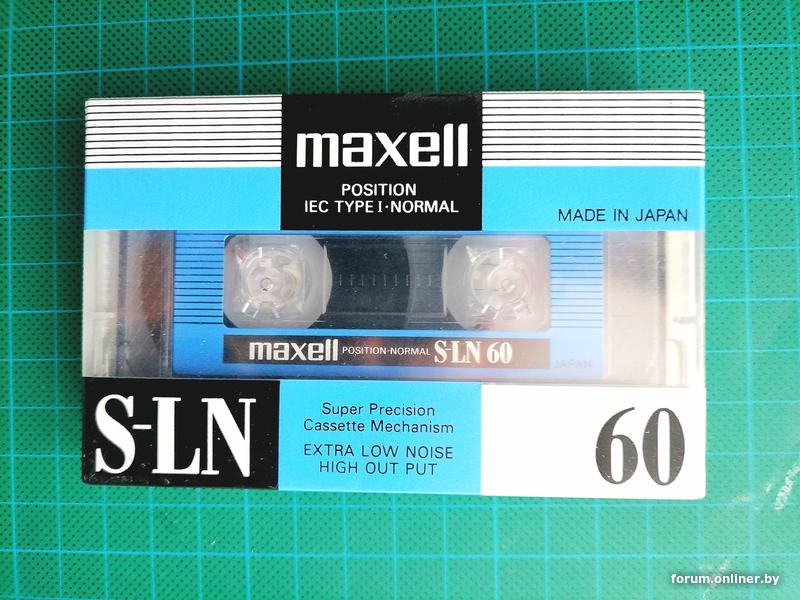 maxell
POSITION
IEC TYPE I·NORMAL
MADE IN JAPAN
maxell POSITION·NORMAL S·LN 60
JAPAN
S-LN
Super Precision
Cassette Mechanism
EXTRA LOW NOISE
HIGH OUT PUT
60
forum.onliner.by